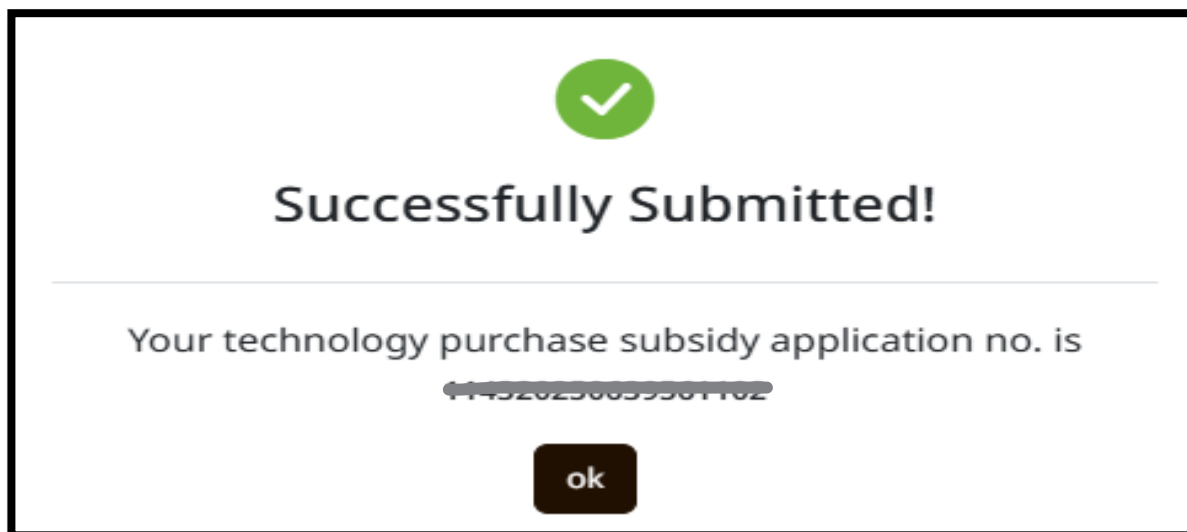 Successfully Submitted!
Your technology purchase subsidy application no. is
ok